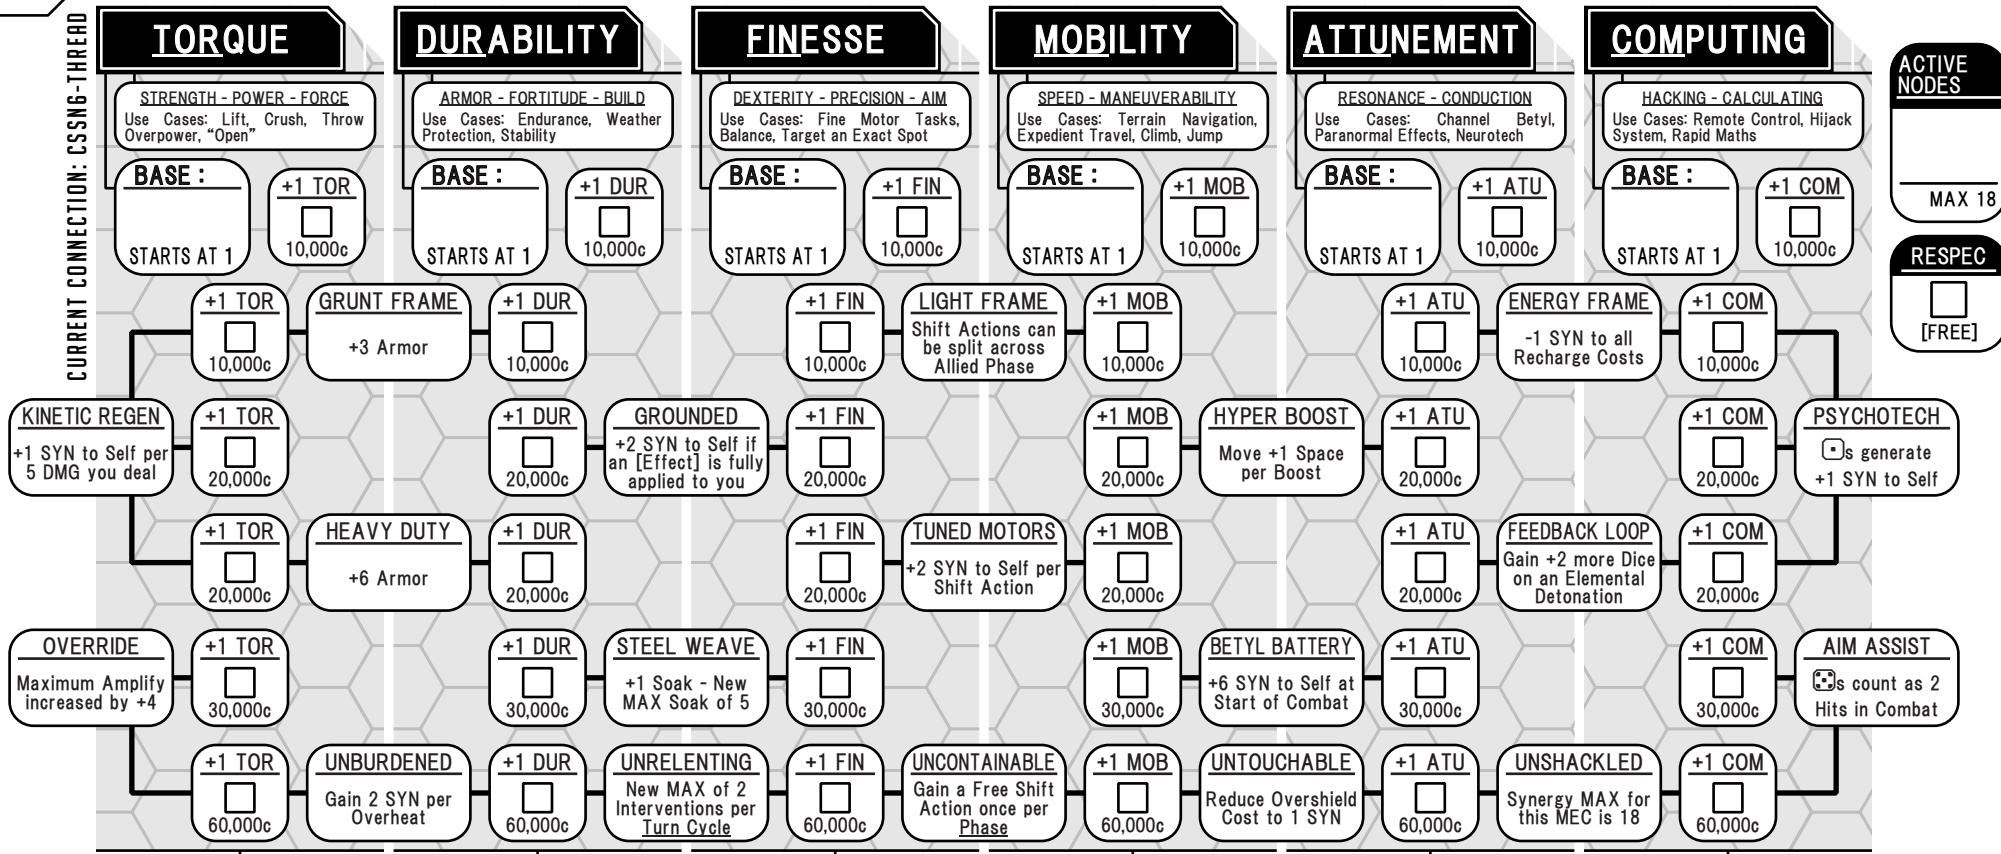 CURRENT CONNECTION: CSSN6-THREAD
TORQUE
STRENGTH - POWER - FORCE
Use Cases: Lift, Crush, Throw
Overpower, “Open”
BASE :
STARTS AT 1
+1 TOR
10,000c
DURABILITY
ARMOR - FORTITUDE - BUILD
Use Cases: Endurance, Weather
Protection, Stability
BASE :
STARTS AT 1
+1 DUR
10,000c
FINESSE
DEXTERITY - PRECISION - AIM
Use Cases: Fine Motor Tasks,
Balance, Target an Exact Spot
BASE :
STARTS AT 1
+1 FIN
10,000c
MOBILITY
SPEED - MANEUVERABILITY
Use Cases: Terrain Navigation,
Expedient Travel, Climb, Jump
BASE :
STARTS AT 1
+1 MOB
10,000c
ATTUNEMENT
RESONANCE - CONDUCTION
Use Cases: Channel Betyl,
Paranormal Effects, Neurotech
BASE :
STARTS AT 1
+1 ATU
10,000c
COMPUTING
HACKING - CALCULATING
Use Cases: Remote Control, Hijack
System, Rapid Maths
BASE :
STARTS AT 1
+1 COM
10,000c
ACTIVE
NODES
MAX 18
RESPEC
[FREE]
+1 TOR
10,000c
GRUNT FRAME
+3 Armor
+1 DUR
10,000c
+1 FIN
10,000c
LIGHT FRAME
Shift Actions can
be split across
Allied Phase
+1 MOB
10,000c
+1 ATU
10,000c
ENERGY FRAME
-1 SYN to all
Recharge Costs
+1 COM
10,000c
KINETIC REGEN
+1 SYN to Self per
5 DMG you deal
+1 TOR
20,000c
+1 DUR
20,000c
GROUNDED
+2 SYN to Self if
an [Effect] is fully
applied to you
+1 FIN
20,000c
+1 MOB
20,000c
HYPER BOOST
Move +1 Space
per Boost
+1 ATU
20,000c
+1 COM
20,000c
PSYCHOTECH
s generate
+1 SYN to Self
+1 TOR
20,000c
HEAVY DUTY
+6 Armor
+1 DUR
20,000c
+1 FIN
20,000c
TUNED MOTORS
+2 SYN to Self per
Shift Action
+1 MOB
20,000c
+1 ATU
20,000c
FEEDBACK LOOP
Gain +2 more Dice
on an Elemental
Detonation
+1 COM
20,000c
OVERRIDE
Maximum Amplify
increased by +4
+1 TOR
30,000c
+1 DUR
30,000c
STEEL WEAVE
+1 Soak - New
MAX Soak of 5
+1 FIN
30,000c
+1 MOB
30,000c
BETYL BATTERY
+6 SYN to Self at
Start of Combat
+1 ATU
30,000c
+1 COM
30,000c
AIM ASSIST
s count as 2
Hits in Combat
+1 TOR
60,000c
UNBURDENED
Gain 2 SYN per
Overheat
+1 DUR
60,000c
UNRELENTING
New MAX of 2
Interventions per
Turn Cycle
+1 FIN
60,000c
UNCONTAINABLE
Gain a Free Shift
Action once per
Phase
+1 MOB
60,000c
UNTOUCHABLE
Reduce Overshield
Cost to 1 SYN
+1 ATU
60,000c
UNSHACKLED
Synergy MAX for
this MEC is 18
+1 COM
60,000c